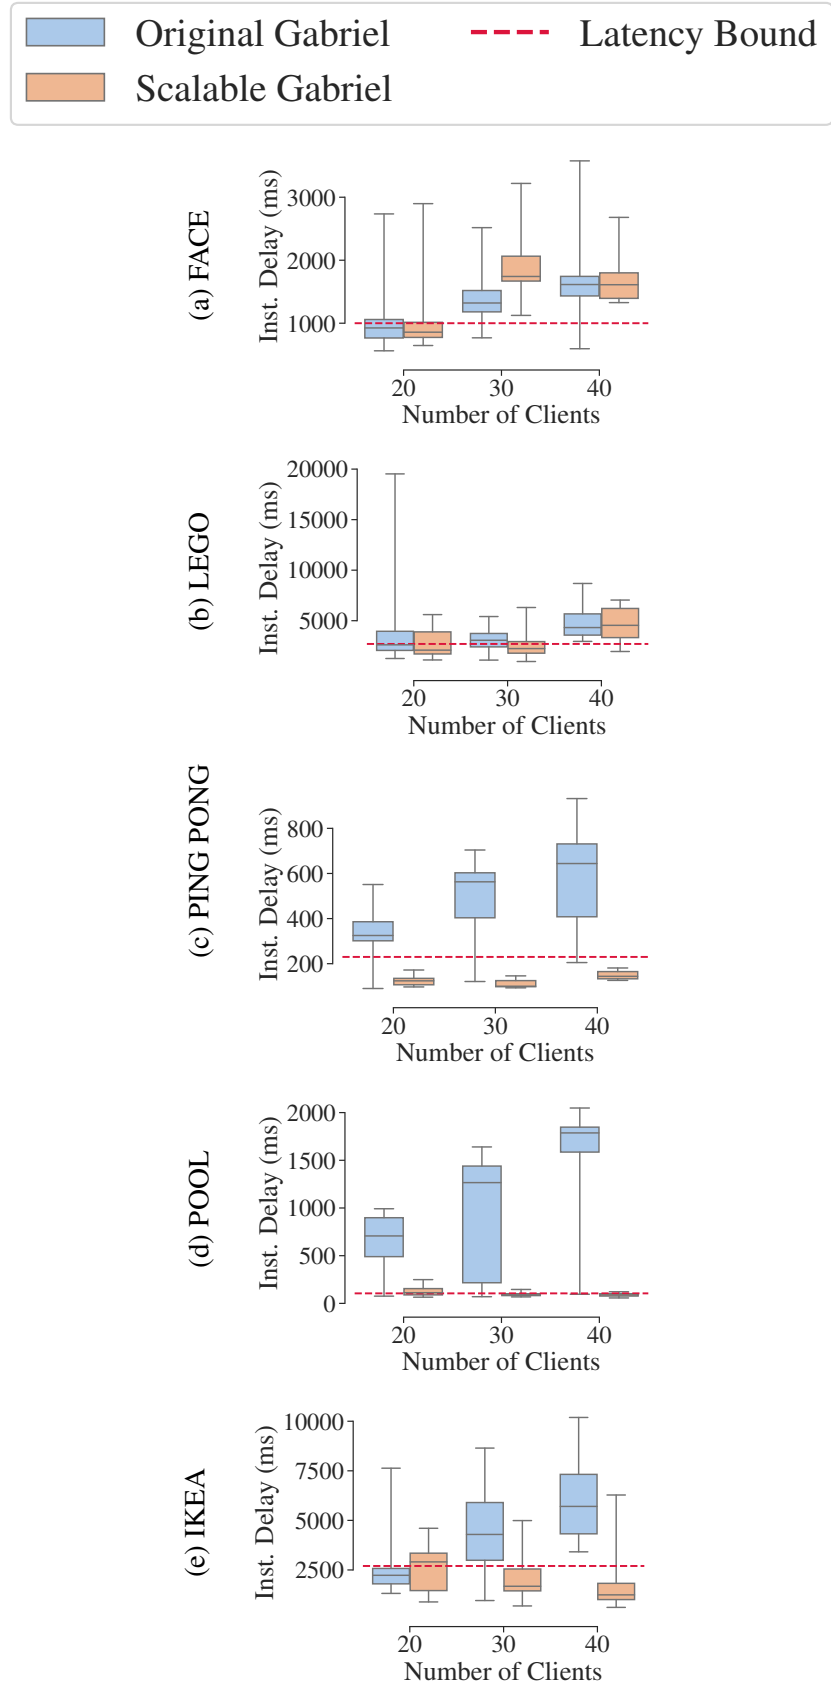 Original Gabriel
Latency Bound
Scalable Gabriel
(a) FACE
Inst. Delay (ms)
3000
2000
1000
20
30
40
Number of Clients
(b) LEGO
Inst. Delay (ms)
20000
15000
10000
5000
20
30
40
Number of Clients
(c) PING PONG
Inst. Delay (ms)
800
600
400
200
20
30
40
Number of Clients
(d) POOL
Inst. Delay (ms)
2000
1500
1000
500
0
20
30
40
Number of Clients
(e) IKEA
Inst. Delay (ms)
10000
7500
5000
2500
20
30
40
Number of Clients